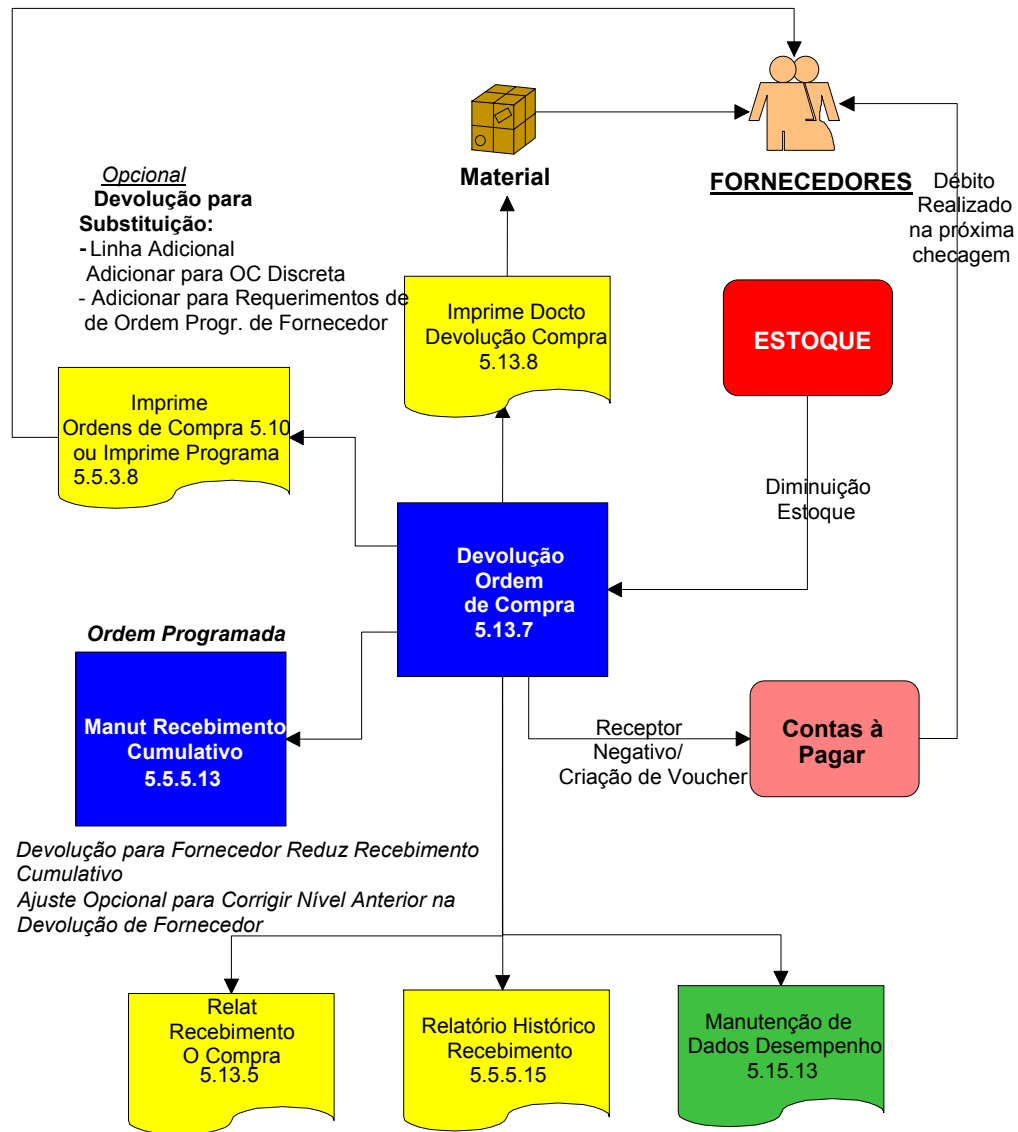 Opcional
Devolução para
Substituição:
- Linha Adicional
Adicionar para OC Discreta
- Adicionar para Requerimentos de
de Ordem Progr. de Fornecedor
Material
FORNECEDORES
Débito
Realizado
na próxima
checagem
Imprime Docto
Devolução Compra
5.13.8
ESTOQUE
Imprime
Ordens de Compra 5.10
ou Imprime Programa
5.5.3.8
Diminuição
Estoque
Devolução
Ordem
de Compra
5.13.7
Ordem Programada
Manut Recebimento
Cumulativo
5.5.5.13
Receptor
Negativo/
Criação de Voucher
Contas à
Pagar
Devolução para Fornecedor Reduz Recebimento
Cumulativo
Ajuste Opcional para Corrigir Nível Anterior na
Devolução de Fornecedor
Relat
Recebimento
O Compra
5.13.5
Relatório Histórico
Recebimento
5.5.5.15
Manutenção de
Dados Desempenho
5.15.13